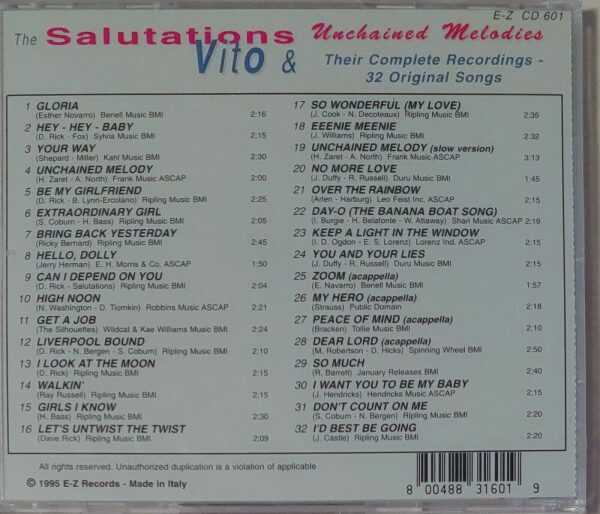 E-Z CD 601
The Salutations Unchained Melodies
Vito & Their Complete Recordings -
32 Original Songs
1 GLORIA
(Esther Novarro) Benell Music BMI 2:16
2 HEY - HEY - BABY
(D. Rick - Fox) Sylvia Music BMI 2:15
3 YOUR WAY
(Shepard - Miller) Kahl Music BMI 2:30
4 UNCHAINED MELODY
(H. Zaret - A. North) Frank Music ASCAP 2:00
5 BE MY GIRLFRIEND
(D. Rick - B. Lynn-Ercolano) Ripling Music BMI 2:25
6 EXTRAORDINARY GIRL
(S. Coburn - H. Bass) Ripling Music BMI 2:05
7 BRING BACK YESTERDAY
(Ricky Bernard) Ripling Music BMI 2:45
8 HELLO, DOLLY
(Jerry Herman) E. H. Morris & Co. ASCAP 1:50
9 CAN I DEPEND ON YOU
(D. Rick - Salutations) Ripling Music BMI 2:04
10 HIGH NOON
(N. Washington - D. Tiomkin) Robbins Music ASCAP 2:21
11 GET A JOB
(The Silhouettes) Wildcat & Kae Williams Music BMI 2:24
12 LIVERPOOL BOUND
(D. Rick - N. Bergen - S. Coburn) Ripling Music BMI 2:10
13 I LOOK AT THE MOON
(D. Rick) Ripling Music BMI 2:15
14 WALKIN'
(Ray Russell) Ripling Music BMI 2:15
15 GIRLS I KNOW
(H. Bass) Ripling Music BMI 2:30
16 LET'S UNTWIST THE TWIST
(Dave Rick) Ripling Music BMI 2:09
17 SO WONDERFUL (MY LOVE)
(J. Cook - N. Decoteaux) Ripling Music BMI 2:35
18 EEENIE MEENIE
(J. Williams) Ripling Music BMI 2:32
19 UNCHAINED MELODY (slow version)
(H. Zaret - A. North) Frank Music ASCAP 3:13
20 NO MORE LOVE
(J. Duffy - R. Russell) Duru Music BMI 1:45
21 OVER THE RAINBOW
(Arlen - Harburg) Leo Feist Inc. ASCAP 2:15
22 DAY-O (THE BANANA BOAT SONG)
(I. Burgie - H. Belafonte - W. Attaway) Shari Music ASCAP 2:19
23 KEEP A LIGHT IN THE WINDOW
(I. D. Ogdon - E. S. Lorenz) Lorenz Ind. ASCAP 2:15
24 YOU AND YOUR LIES
(J. Duffy - R. Russell) Duru Music BMI 2:15
25 ZOOM (acappella)
(E. Navarro) Benell Music BMI 1:57
26 MY HERO (acappella)
(Strauss) Public Domain 2:18
27 PEACE OF MIND (acappella)
(Bracken) Tollie Music BMI 2:30
28 DEAR LORD (acappella)
(M. Robertson - D. Hicks) Spinning Wheel BMI 2:50
29 SO MUCH
(R. Barrett) January Releases BMI 2:40
30 I WANT YOU TO BE MY BABY
(J. Hendricks) Hendricks Music ASCAP 2:15
31 DON'T COUNT ON ME
(S. Coburn - N. Bergen) Ripling Music BMI 2:20
32 I'D BEST BE GOING
(J. Castle) Ripling Music BMI 2:20
All rights reserved. Unauthorized duplication is a violation of applicable
© 1995 E-Z Records - Made in Italy
8 00488 31601 9